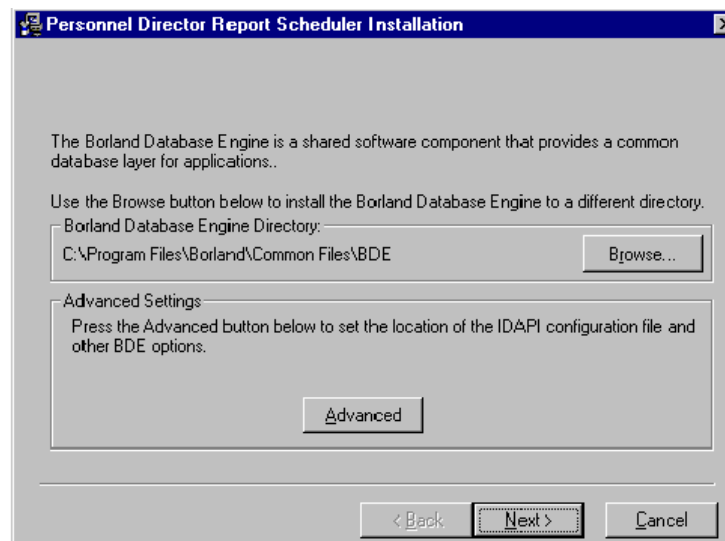 Personnel Director Report Scheduler Installation
The Borland Database Engine is a shared software component that provides a common
database layer for applications..
Use the Browse button below to install the Borland Database Engine to a different directory.
Borland Database Engine Directory:
C:\Program Files\Borland\Common Files\BDE
Browse...
Advanced Settings
Press the Advanced button below to set the location of the IDAPI configuration file and
other BDE options.
Advanced
< Back
Next >
Cancel